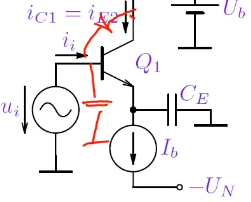 i_{C1} = i_{E2}
U_b
i_i
Q_1
u_i
C_E
I_b
-U_N